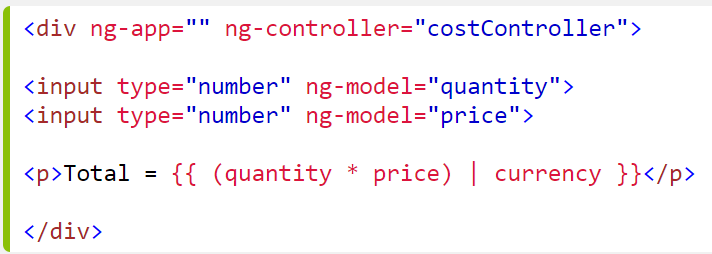 <div ng-app="" ng-controller="costController">
<input type="number" ng-model="quantity">
<input type="number" ng-model="price">
<p>Total = {{ (quantity * price) | currency }}</p>
</div>